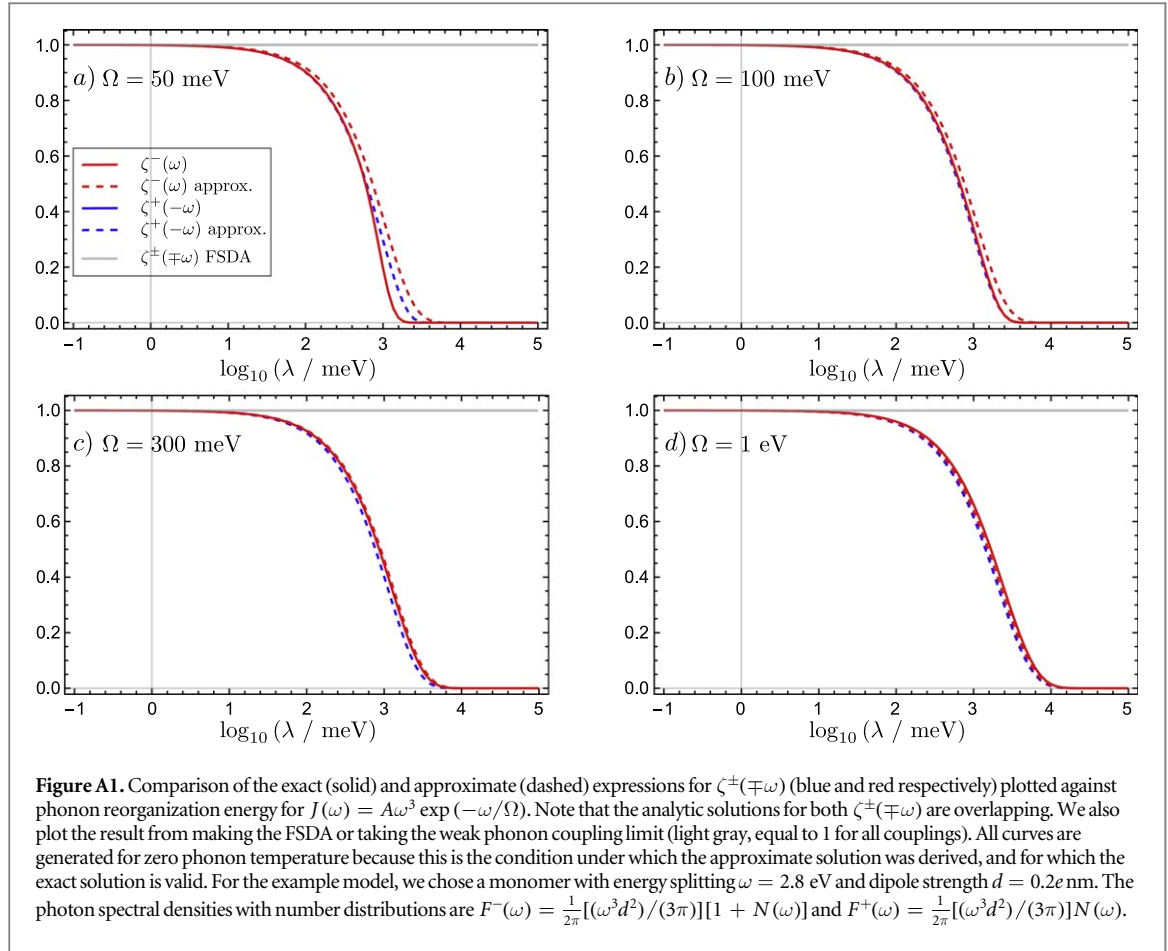 a) Ω = 50 meV
1.0
0.8
0.6
0.4
0.2
0.0
ζ⁻(ω)
ζ⁻(ω) approx.
ζ⁺(−ω)
ζ⁺(−ω) approx.
ζ^±(∓ω) FSDA
−1 0 1 2 3 4 5
log₁₀ (λ / meV)
b) Ω = 100 meV
1.0
0.8
0.6
0.4
0.2
0.0
−1 0 1 2 3 4 5
log₁₀ (λ / meV)
c) Ω = 300 meV
1.0
0.8
0.6
0.4
0.2
0.0
−1 0 1 2 3 4 5
log₁₀ (λ / meV)
d) Ω = 1 eV
1.0
0.8
0.6
0.4
0.2
0.0
−1 0 1 2 3 4 5
log₁₀ (λ / meV)
Figure A1. Comparison of the exact (solid) and approximate (dashed) expressions for ζ^±(∓ω) (blue and red respectively) plotted against
phonon reorganization energy for J(ω) = Aω³ exp (−ω/Ω). Note that the analytic solutions for both ζ^±(∓ω) are overlapping. We also
plot the result from making the FSDA or taking the weak phonon coupling limit (light gray, equal to 1 for all couplings). All curves are
generated for zero phonon temperature because this is the condition under which the approximate solution was derived, and for which the
exact solution is valid. For the example model, we chose a monomer with energy splitting ω = 2.8 eV and dipole strength d = 0.2e nm. The
photon spectral densities with number distributions are F⁻(ω) = 1/2π [(ω³d²)/(3π)][1 + N(ω)] and F⁺(ω) = 1/2π [(ω³d²)/(3π)]N(ω).